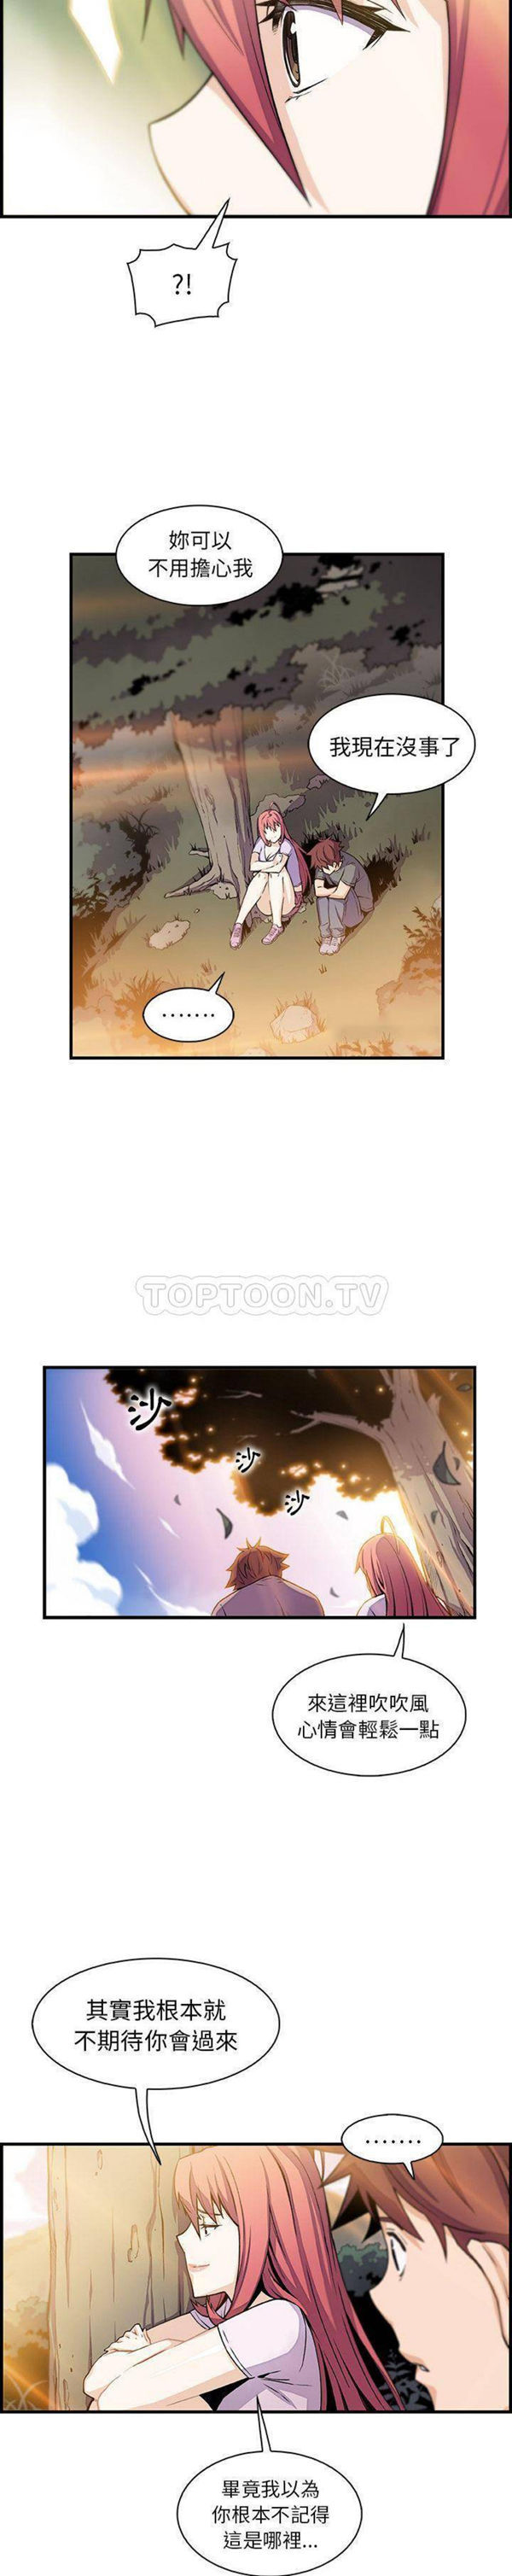 ?!
妳可以
不用擔心我
我現在沒事了
.......
TOPTOON.TV
沙
沙
沙
來這裡吹吹風
心情會輕鬆一點
其實我根本就
不期待你會過來
.......
畢竟我以為
你根本不記得
這是哪裡...